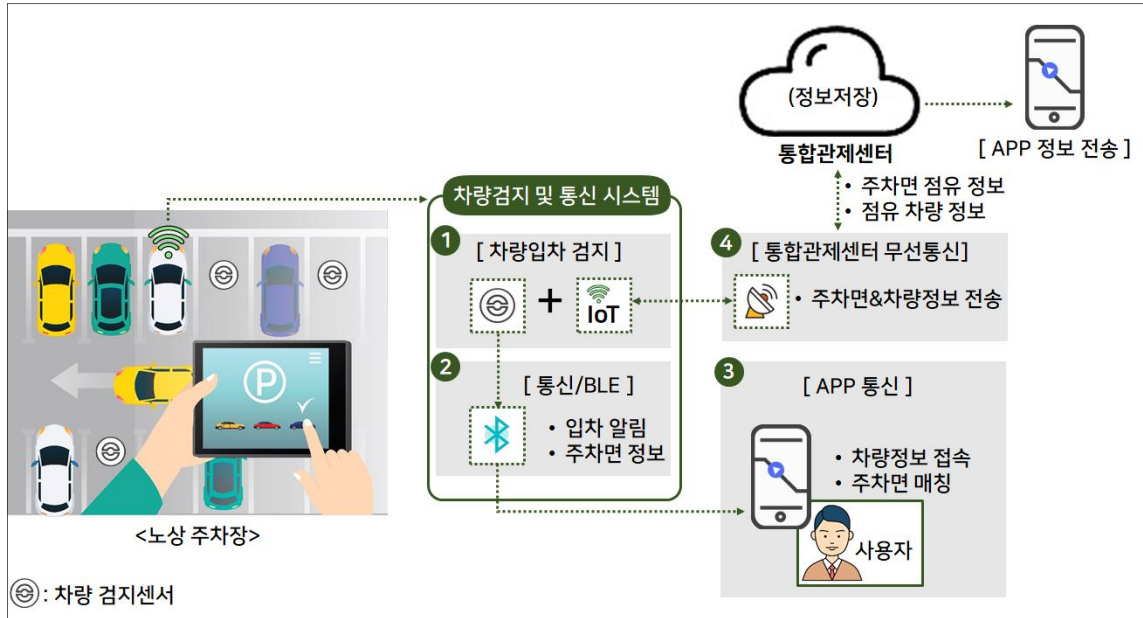 (정보저장)
통합관제센터
[ APP 정보 전송 ]
• 주차면 점유 정보
• 점유 차량 정보
차량검지 및 통신 시스템
1
[ 차량입차 검지 ]
+
IoT
4
[ 통합관제센터 무선통신]
• 주차면&차량정보 전송
2
[ 통신/BLE ]
• 입차 알림
• 주차면 정보
3
[ APP 통신 ]
• 차량정보 접속
• 주차면 매칭
사용자
P
<노상 주차장>
: 차량 검지센서